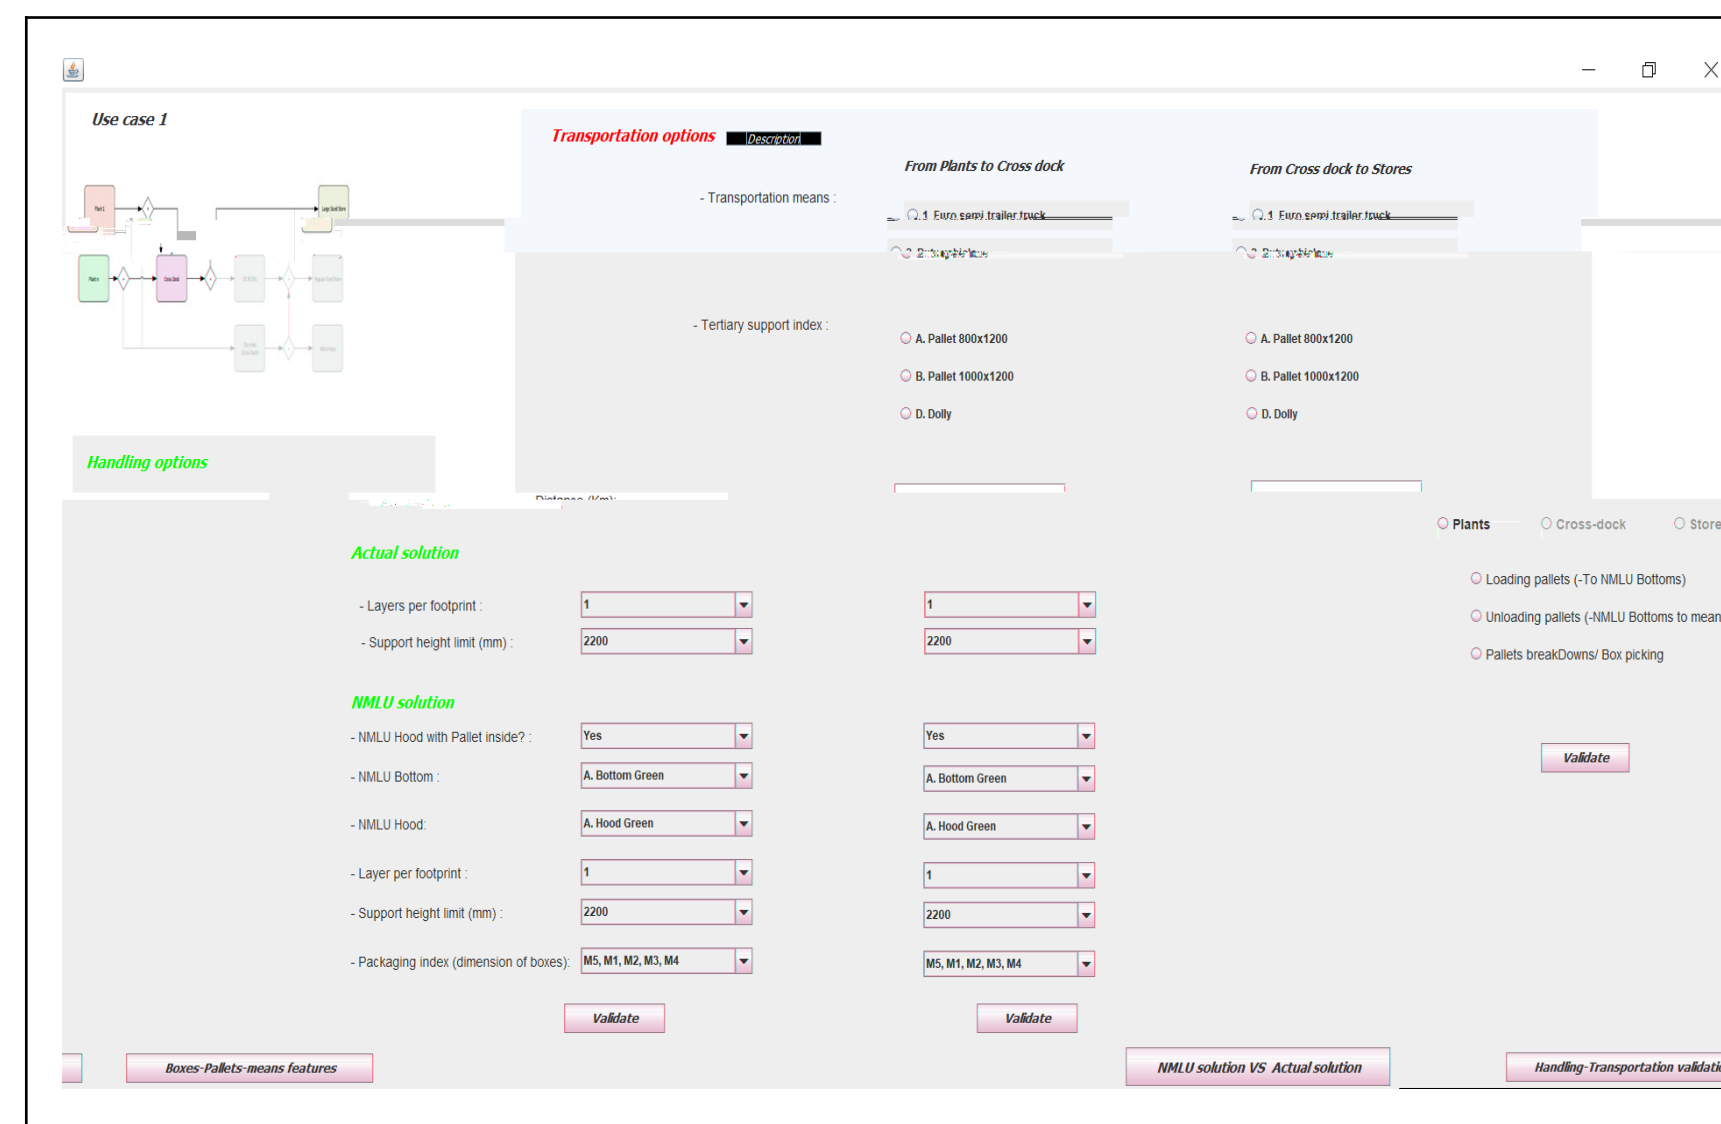 Use case 1
Transportation options Description
From Plants to Cross dock From Cross dock to Stores
- Transportation means :
1 Euro semi trailer truck 1 Euro semi trailer truck
- Tertiary support index :
A. Pallet 800x1200 A. Pallet 800x1200
B. Pallet 1000x1200 B. Pallet 1000x1200
D. Dolly D. Dolly
Plant 1
Plant n
Cross Dock
Handling options
Distance (Km):
Plants Cross-dock Store
Loading pallets (-To NMLU Bottoms)
Unloading pallets (-NMLU Bottoms to mean
Pallets breakDowns/ Box picking
Validate
Actual solution
- Layers per footprint : 1 1
- Support height limit (mm) : 2200 2200
NMLU solution
- NMLU Hood with Pallet inside? : Yes Yes
- NMLU Bottom : A. Bottom Green A. Bottom Green
- NMLU Hood: A. Hood Green A. Hood Green
- Layer per footprint : 1 1
- Support height limit (mm) : 2200 2200
- Packaging index (dimension of boxes): M5, M1, M2, M3, M4 M5, M1, M2, M3, M4
Validate Validate
Boxes-Pallets-means features NMLU solution VS Actual solution Handling-Transportation validati